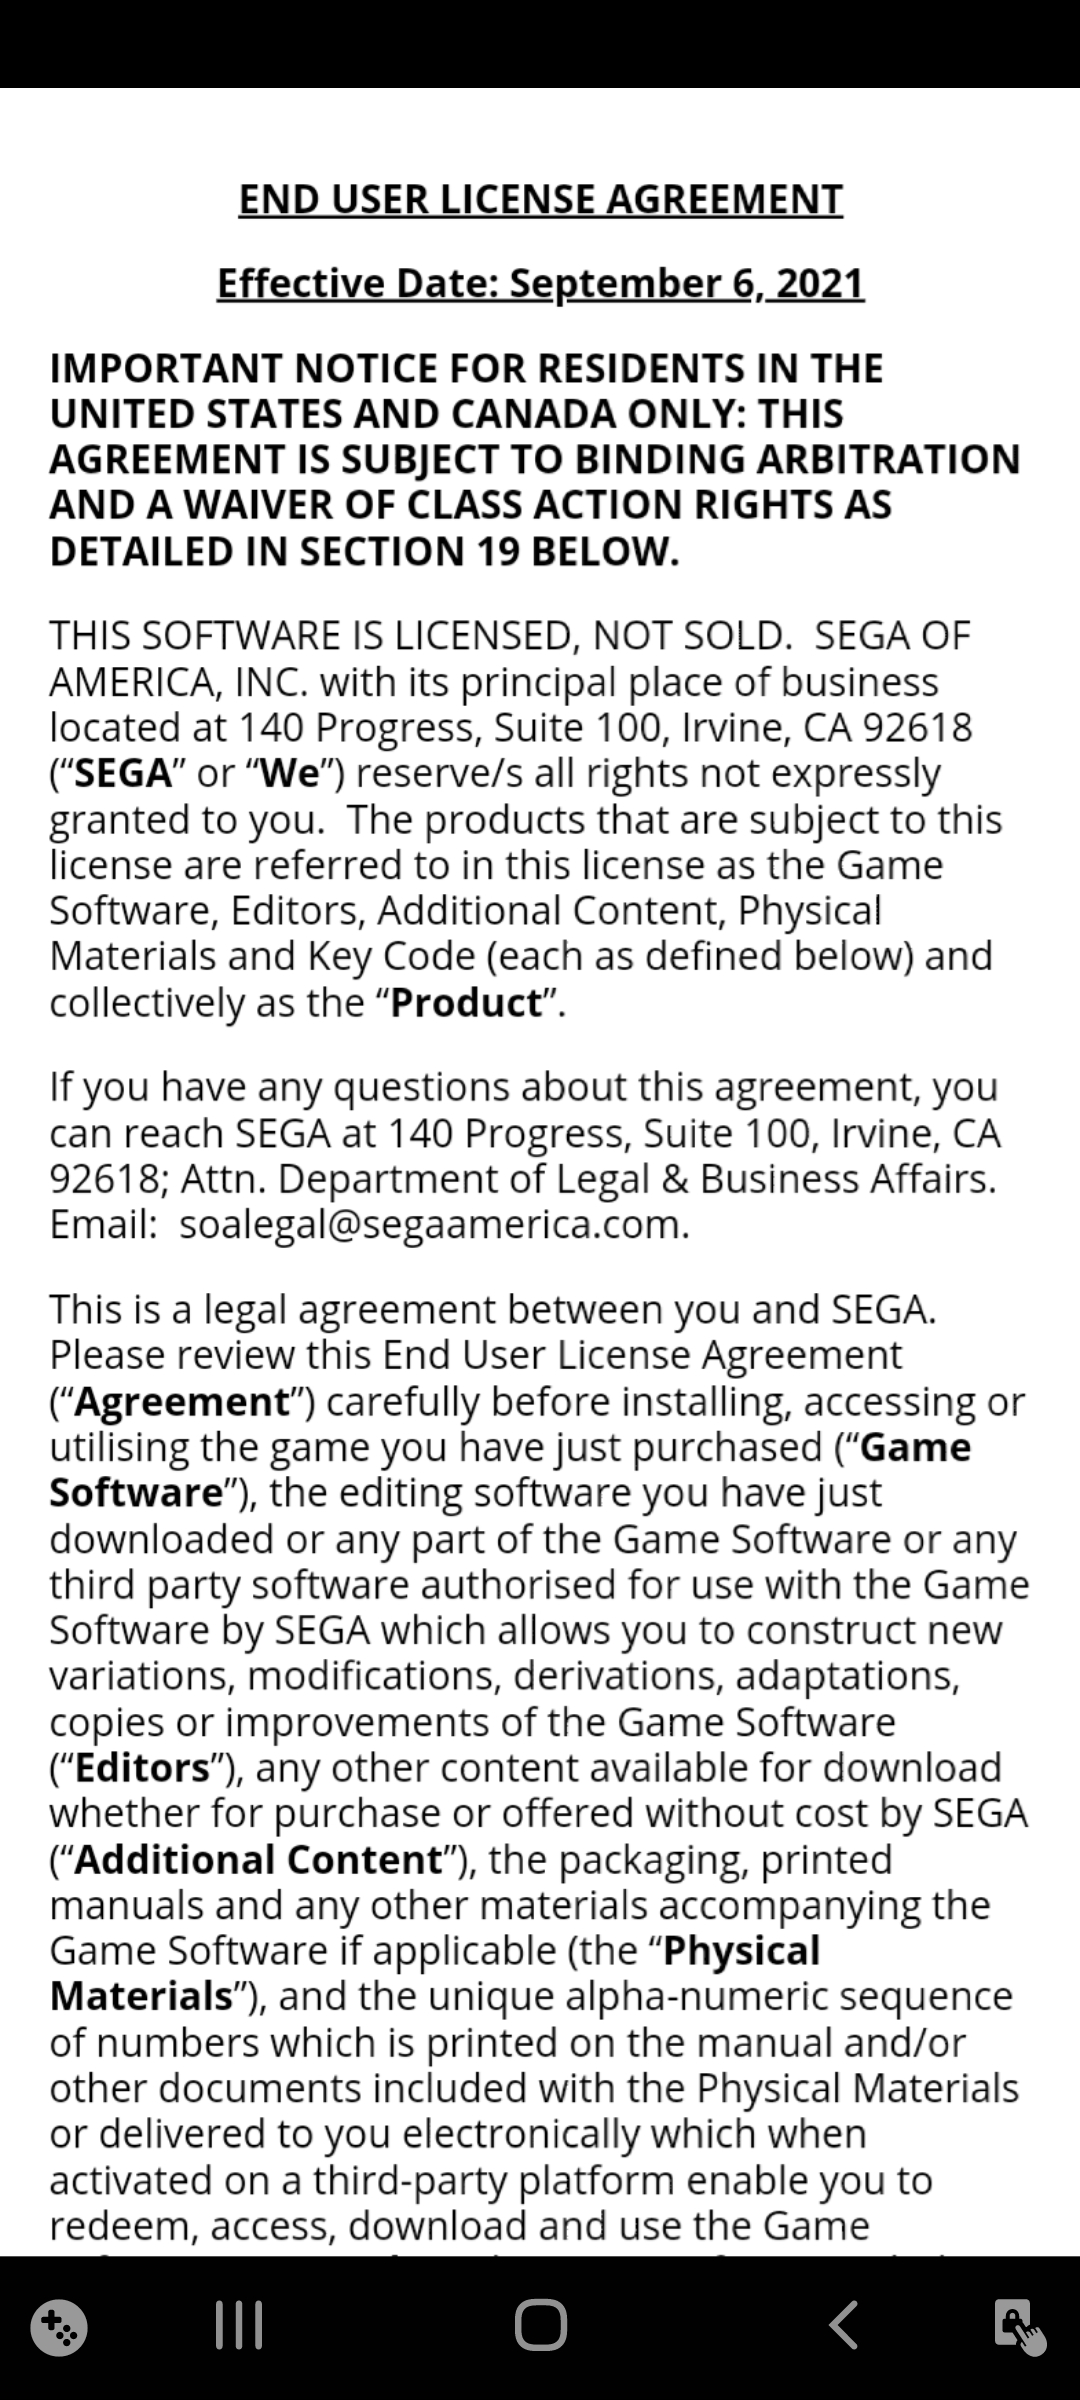 END USER LICENSE AGREEMENT
Effective Date: September 6, 2021
IMPORTANT NOTICE FOR RESIDENTS IN THE
UNITED STATES AND CANADA ONLY: THIS
AGREEMENT IS SUBJECT TO BINDING ARBITRATION
AND A WAIVER OF CLASS ACTION RIGHTS AS
DETAILED IN SECTION 19 BELOW.
THIS SOFTWARE IS LICENSED, NOT SOLD.  SEGA OF
AMERICA, INC. with its principal place of business
located at 140 Progress, Suite 100, Irvine, CA 92618
(“SEGA” or “We”) reserve/s all rights not expressly
granted to you.  The products that are subject to this
license are referred to in this license as the Game
Software, Editors, Additional Content, Physical
Materials and Key Code (each as defined below) and
collectively as the “Product”.
If you have any questions about this agreement, you
can reach SEGA at 140 Progress, Suite 100, Irvine, CA
92618; Attn. Department of Legal & Business Affairs.
Email:  soalegal@segaamerica.com.
This is a legal agreement between you and SEGA.
Please review this End User License Agreement
(“Agreement”) carefully before installing, accessing or
utilising the game you have just purchased (“Game
Software”), the editing software you have just
downloaded or any part of the Game Software or any
third party software authorised for use with the Game
Software by SEGA which allows you to construct new
variations, modifications, derivations, adaptations,
copies or improvements of the Game Software
(“Editors”), any other content available for download
whether for purchase or offered without cost by SEGA
(“Additional Content”), the packaging, printed
manuals and any other materials accompanying the
Game Software if applicable (the “Physical
Materials”), and the unique alpha-numeric sequence
of numbers which is printed on the manual and/or
other documents included with the Physical Materials
or delivered to you electronically which when
activated on a third-party platform enable you to
redeem, access, download and use the Game